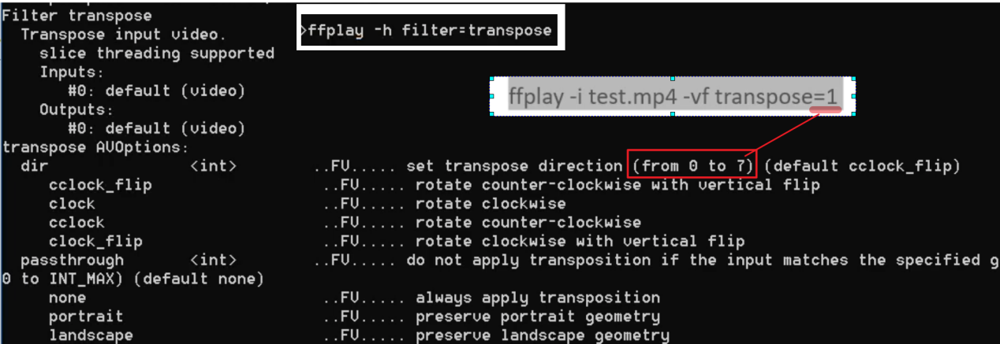 Filter transpose
>ffplay -h filter=transpose
Transpose input video.
slice threading supported
Inputs:
#0: default (video)
ffplay -i test.mp4 -vf transpose=1
Outputs:
#0: default (video)
transpose AVOptions:
dir <int> ..FV..... set transpose direction (from 0 to 7) (default cclock_flip)
cclock_flip ..FV..... rotate counter-clockwise with vertical flip
clock ..FV..... rotate clockwise
cclock ..FV..... rotate counter-clockwise
clock_flip ..FV..... rotate clockwise with vertical flip
passthrough <int> ..FV..... do not apply transposition if the input matches the specified g
0 to INT_MAX) (default none)
none ..FV..... always apply transposition
portrait ..FV..... preserve portrait geometry
landscape ..FV..... preserve landscape geometry